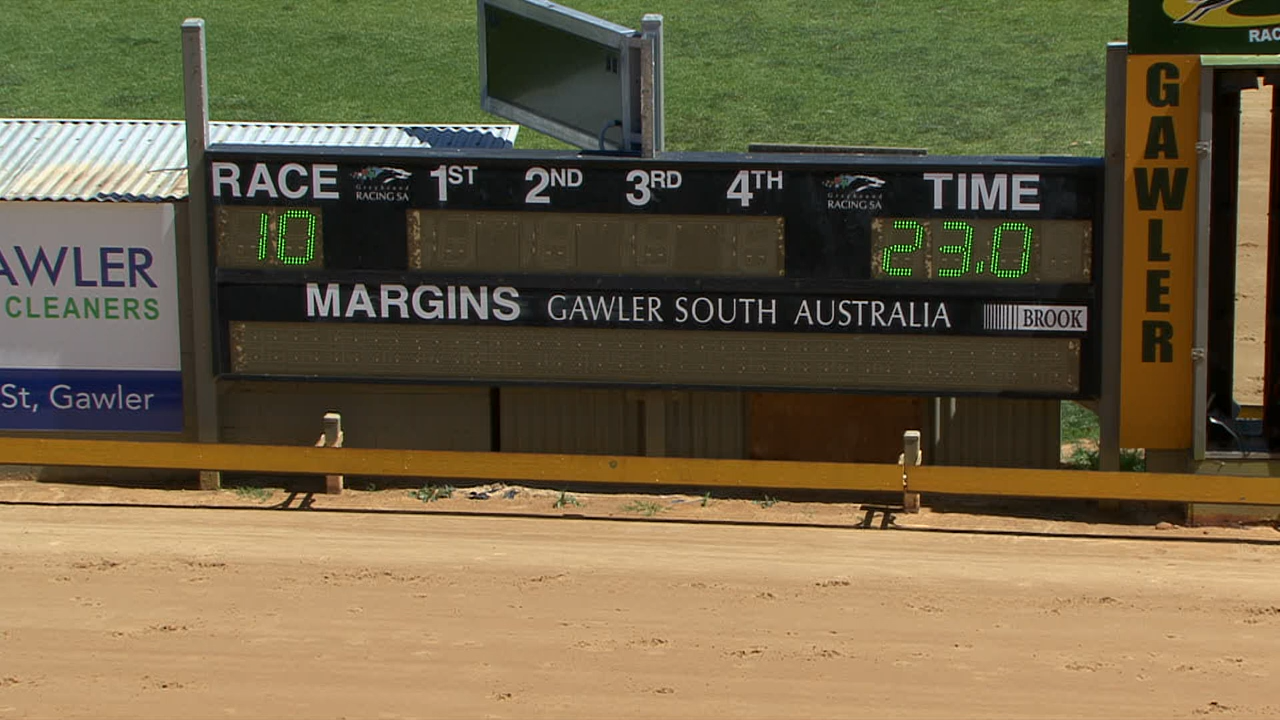 RAC
GAWLER
RACE
Greyhound
RACING SA
1ST 2ND 3RD 4TH
Greyhound
RACING SA
TIME
10
23.0
MARGINS GAWLER SOUTH AUSTRALIA BROOK
AWLER
CLEANERS
St, Gawler